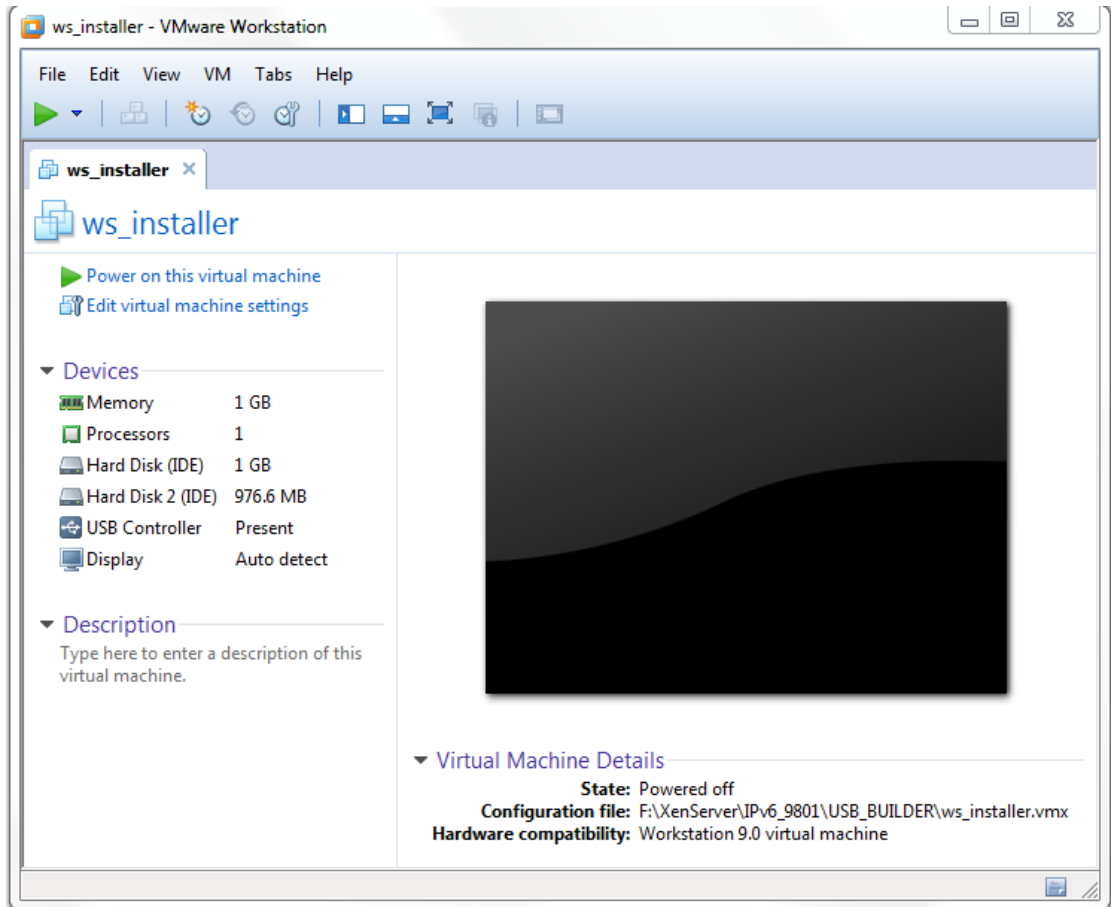 ws_installer - VMware Workstation
File Edit View VM Tabs Help
ws_installer
ws_installer
Power on this virtual machine
Edit virtual machine settings
Devices
Memory 1 GB
Processors 1
Hard Disk (IDE) 1 GB
Hard Disk 2 (IDE) 976.6 MB
USB Controller Present
Display Auto detect
Description
Type here to enter a description of this
virtual machine.
Virtual Machine Details
State: Powered off
Configuration file: F:\XenServer\IPv6_9801\USB_BUILDER\ws_installer.vmx
Hardware compatibility: Workstation 9.0 virtual machine